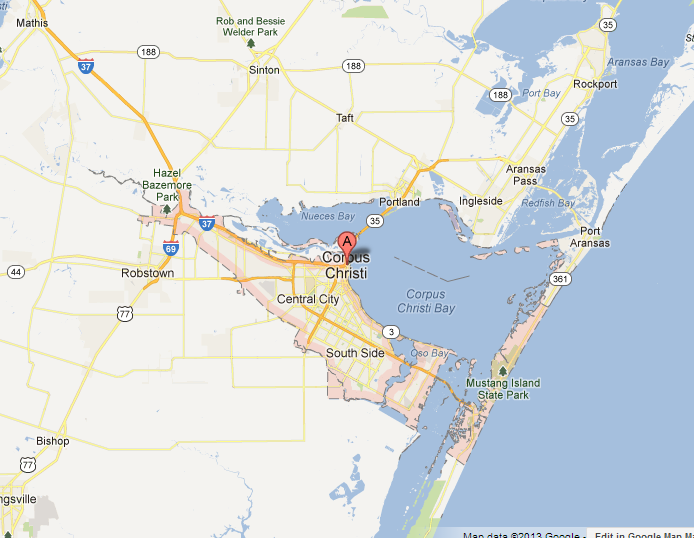 Mathis
Rob and Bessie
Welder Park
188
37
Sinton
188
35
Aransas Bay
Rockport
Port Bay
188
35
Taft
Hazel
Bazemore
Park
Aransas
Pass
Portland
Ingleside
Redfish Bay
Nueces Bay
35
37
Port
Aransas
A
69
Corpus
Christi
44
Robstown
361
Central City
Corpus
Christi Bay
77
3
South Side
Oso Bay
Mustang Island
State Park
Bishop
77
ngsville
Map data ©2013 Google -
Edit in Google Map M